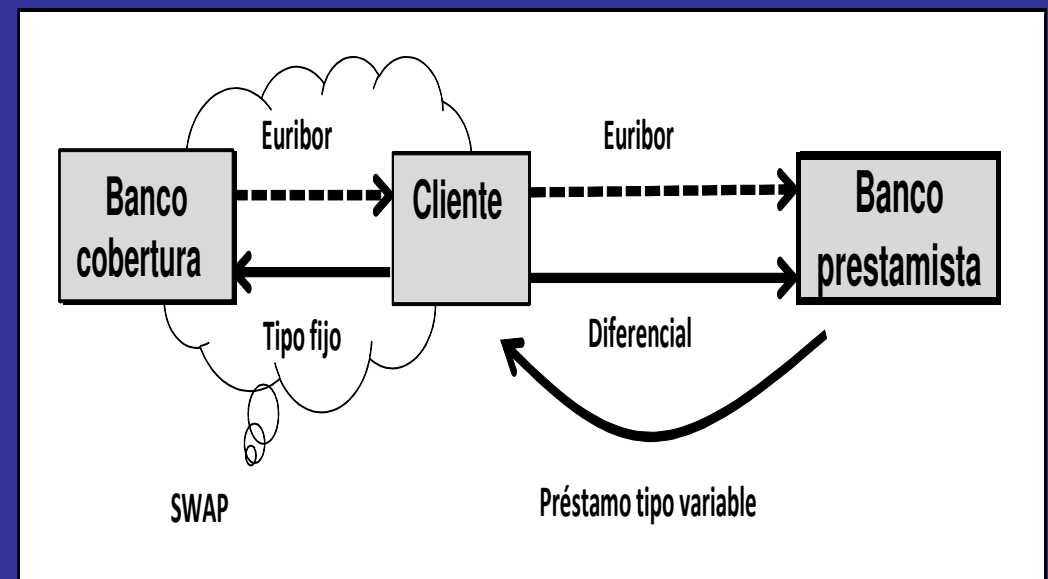 Euribor
Euribor
Banco
cobertura
Cliente
Banco
prestamista
Tipo fijo
Diferencial
SWAP
Préstamo tipo variable